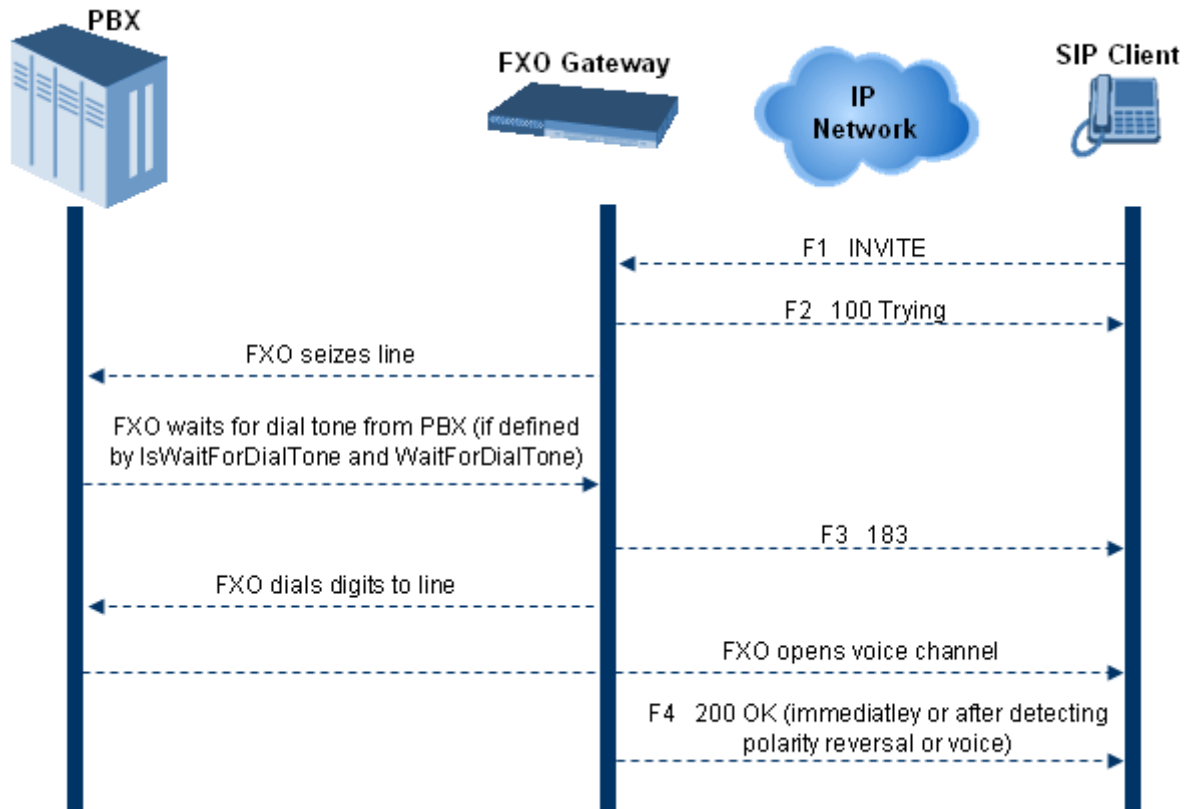 PBX
FXO Gateway
IP
Network
SIP Client
F1 INVITE
F2 100 Trying
FXO seizes line
FXO waits for dial tone from PBX (if defined
by IsWaitForDialTone and WaitForDialTone)
F3 183
FXO dials digits to line
FXO opens voice channel
F4 200 OK (immediatley or after detecting
polarity reversal or voice)